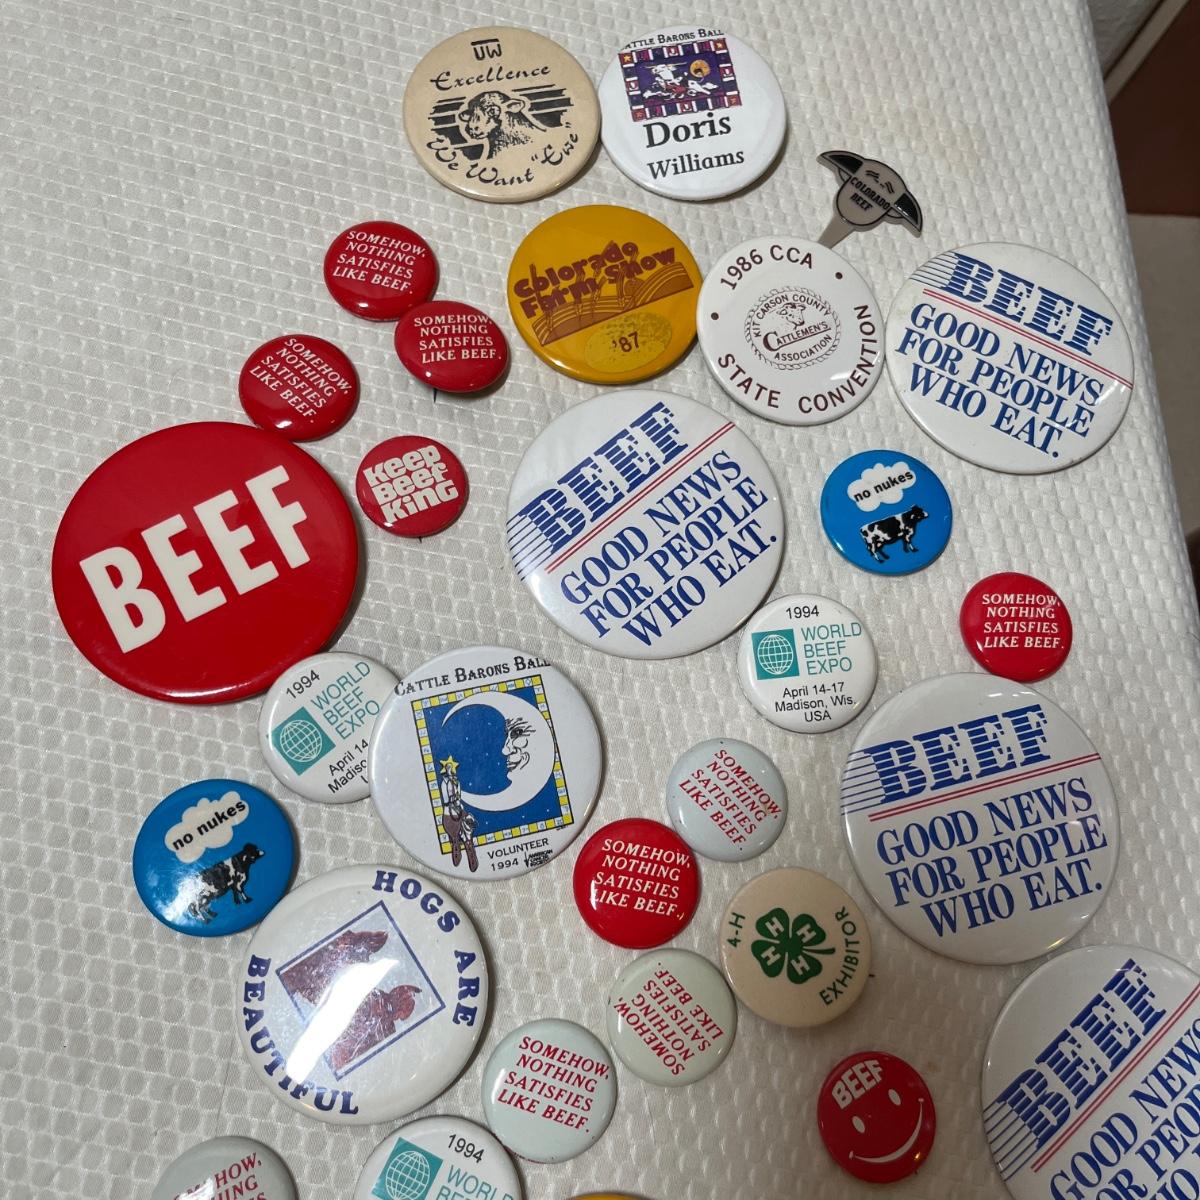 UW
Excellence
We Want "Ewe"
CATTLE BARONS BALL
Doris
Williams
COLORADO
BEEF
SOMEHOW,
NOTHING
SATISFIES
LIKE BEEF.
SOMEHOW,
NOTHING
SATISFIES
LIKE BEEF.
Colorado
Farm Show
'87
1986 CCA
KIT CARSON COUNTY
CATTLEMEN'S
ASSOCIATION
STATE CONVENTION
BEEF
GOOD NEWS
FOR PEOPLE
WHO EAT.
SOMEHOW,
NOTHING
SATISFIES
LIKE BEEF.
BEEF
Keep
Beef
King
BEEF
GOOD NEWS
FOR PEOPLE
WHO EAT.
no nukes
SOMEHOW,
NOTHING
SATISFIES
LIKE BEEF.
1994
WORLD
BEEF
EXPO
April 14-17
Madison, Wis.
USA
1994
WORLD
BEEF
EXPO
April 14
Madis
CATTLE BARONS BALL
VOLUNTEER
1994
SOMEHOW,
NOTHING
SATISFIES
LIKE BEEF.
BEEF
GOOD NEWS
FOR PEOPLE
WHO EAT.
no nukes
SOMEHOW,
NOTHING
SATISFIES
LIKE BEEF.
HOGS ARE
BEAUTIFUL
4-H
H H H H
EXHIBITOR
SOMEHOW,
NOTHING
SATISFIES
LIKE BEEF.
SOMEHOW,
NOTHING
SATISFIES
LIKE BEEF.
BEEF
BEEF
GOOD NEW
R PEOP
1994
WORLD